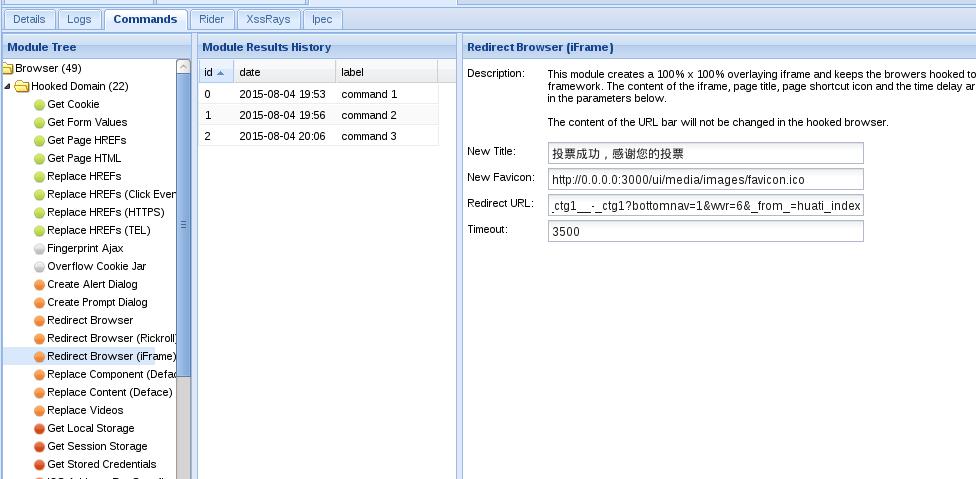 Details Logs Commands Rider XssRays Ipec
Module Tree
Browser (49)
Hooked Domain (22)
Get Cookie
Get Form Values
Get Page HREFs
Get Page HTML
Replace HREFs
Replace HREFs (Click Even
Replace HREFs (HTTPS)
Replace HREFs (TEL)
Fingerprint Ajax
Overflow Cookie Jar
Create Alert Dialog
Create Prompt Dialog
Redirect Browser
Redirect Browser (Rickroll)
Redirect Browser (iFrame)
Replace Component (Defac
Replace Content (Deface)
Replace Videos
Get Local Storage
Get Session Storage
Get Stored Credentials
Module Results History
id date label
0 2015-08-04 19:53 command 1
1 2015-08-04 19:56 command 2
2 2015-08-04 20:06 command 3
Redirect Browser (iFrame)
Description: This module creates a 100% x 100% overlaying iframe and keeps the browers hooked to
framework. The content of the iframe, page title, page shortcut icon and the time delay ar
in the parameters below.
The content of the URL bar will not be changed in the hooked browser.
New Title: 投票成功，感谢您的投票
New Favicon: http://0.0.0.0:3000/ui/media/images/favicon.ico
Redirect URL: _ctg1__-_ctg1?bottomnav=1&wvr=6&_from_=huati_index
Timeout: 3500